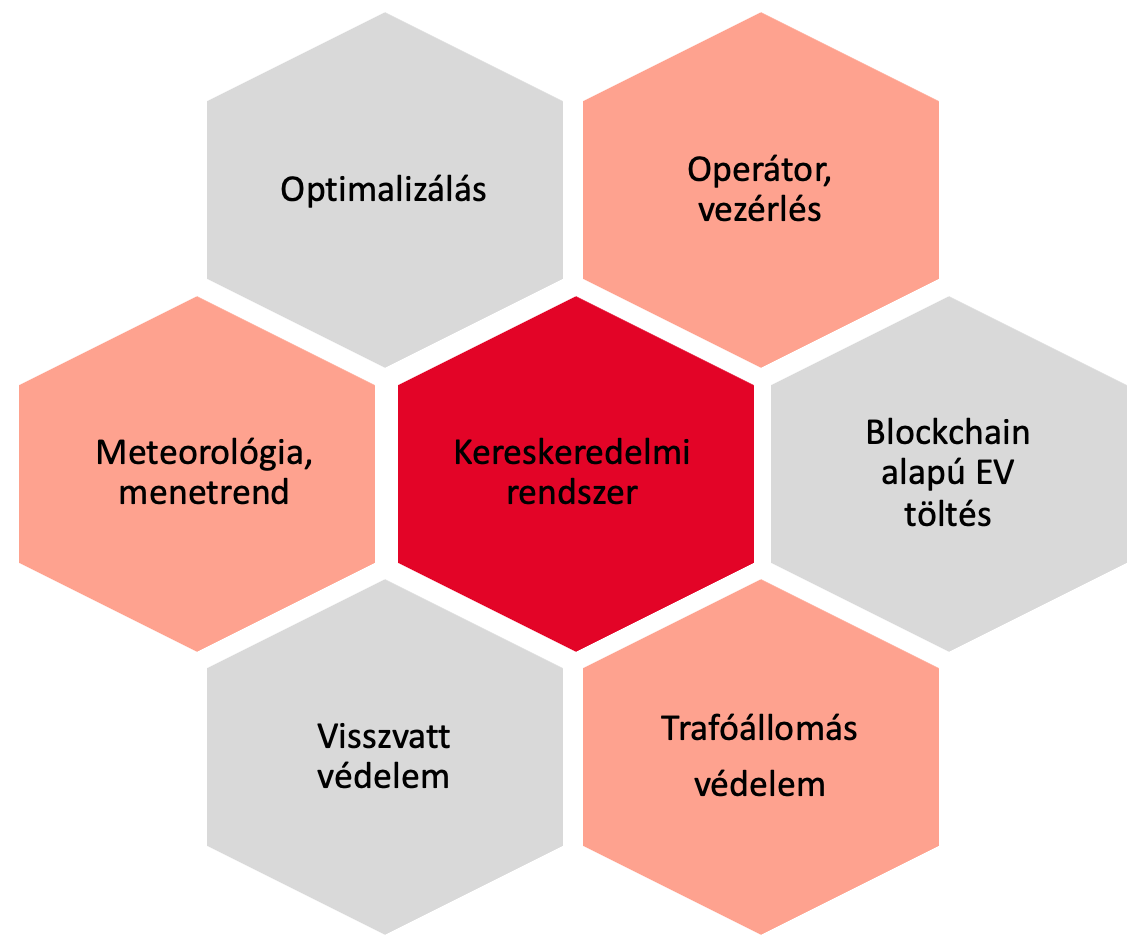 Optimalizálás
Operátor,
vezérlés
Meteorológia,
menetrend
Kereskeredelmi
rendszer
Blockchain
alapú EV
töltés
Visszvatt
védelem
Trafóállomás
védelem